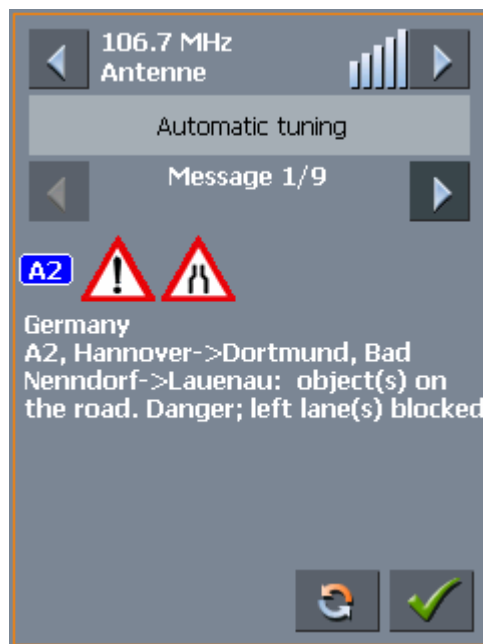 106.7 MHz
Antenne
Automatic tuning
Message 1/9
A2
Germany
A2, Hannover->Dortmund, Bad
Nenndorf->Lauenau: object(s) on
the road. Danger; left lane(s) blocked